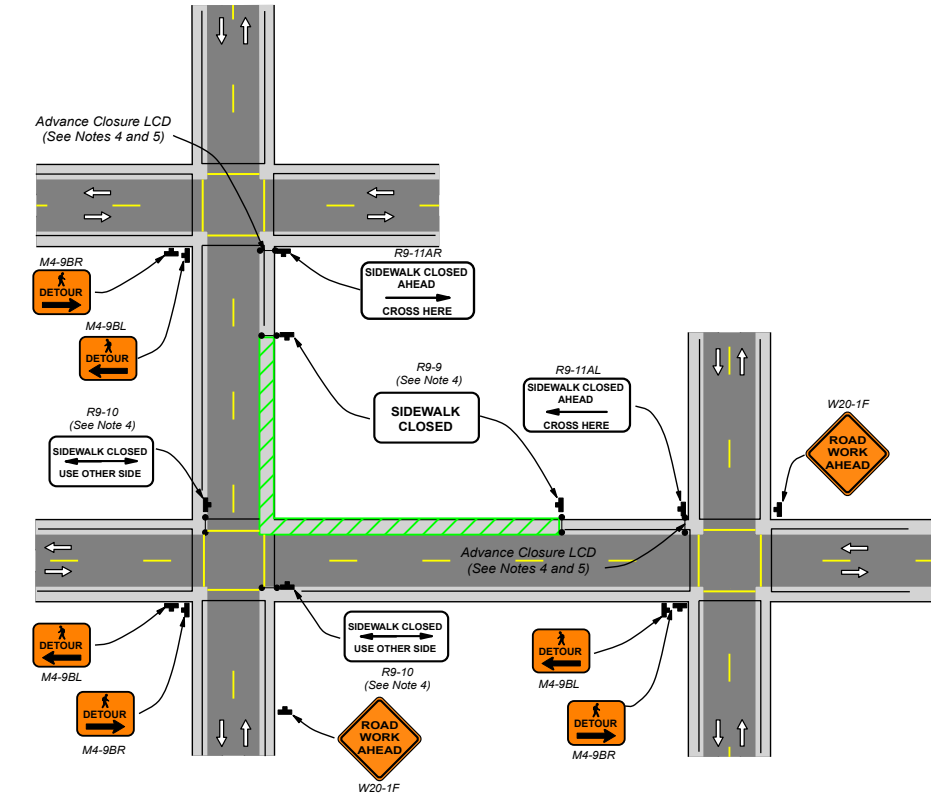 Advance Closure LCD
(See Notes 4 and 5)
M4-9BR
DETOUR
M4-9BL
DETOUR
R9-11AR
SIDEWALK CLOSED
AHEAD
CROSS HERE
R9-9
(See Note 4)
SIDEWALK
CLOSED
R9-11AL
SIDEWALK CLOSED
AHEAD
CROSS HERE
W20-1F
ROAD
WORK
AHEAD
R9-10
(See Note 4)
SIDEWALK CLOSED
USE OTHER SIDE
Advance Closure LCD
(See Notes 4 and 5)
DETOUR
M4-9BL
DETOUR
M4-9BR
SIDEWALK CLOSED
USE OTHER SIDE
R9-10
(See Note 4)
ROAD
WORK
AHEAD
W20-1F
DETOUR
M4-9BL
DETOUR
M4-9BR